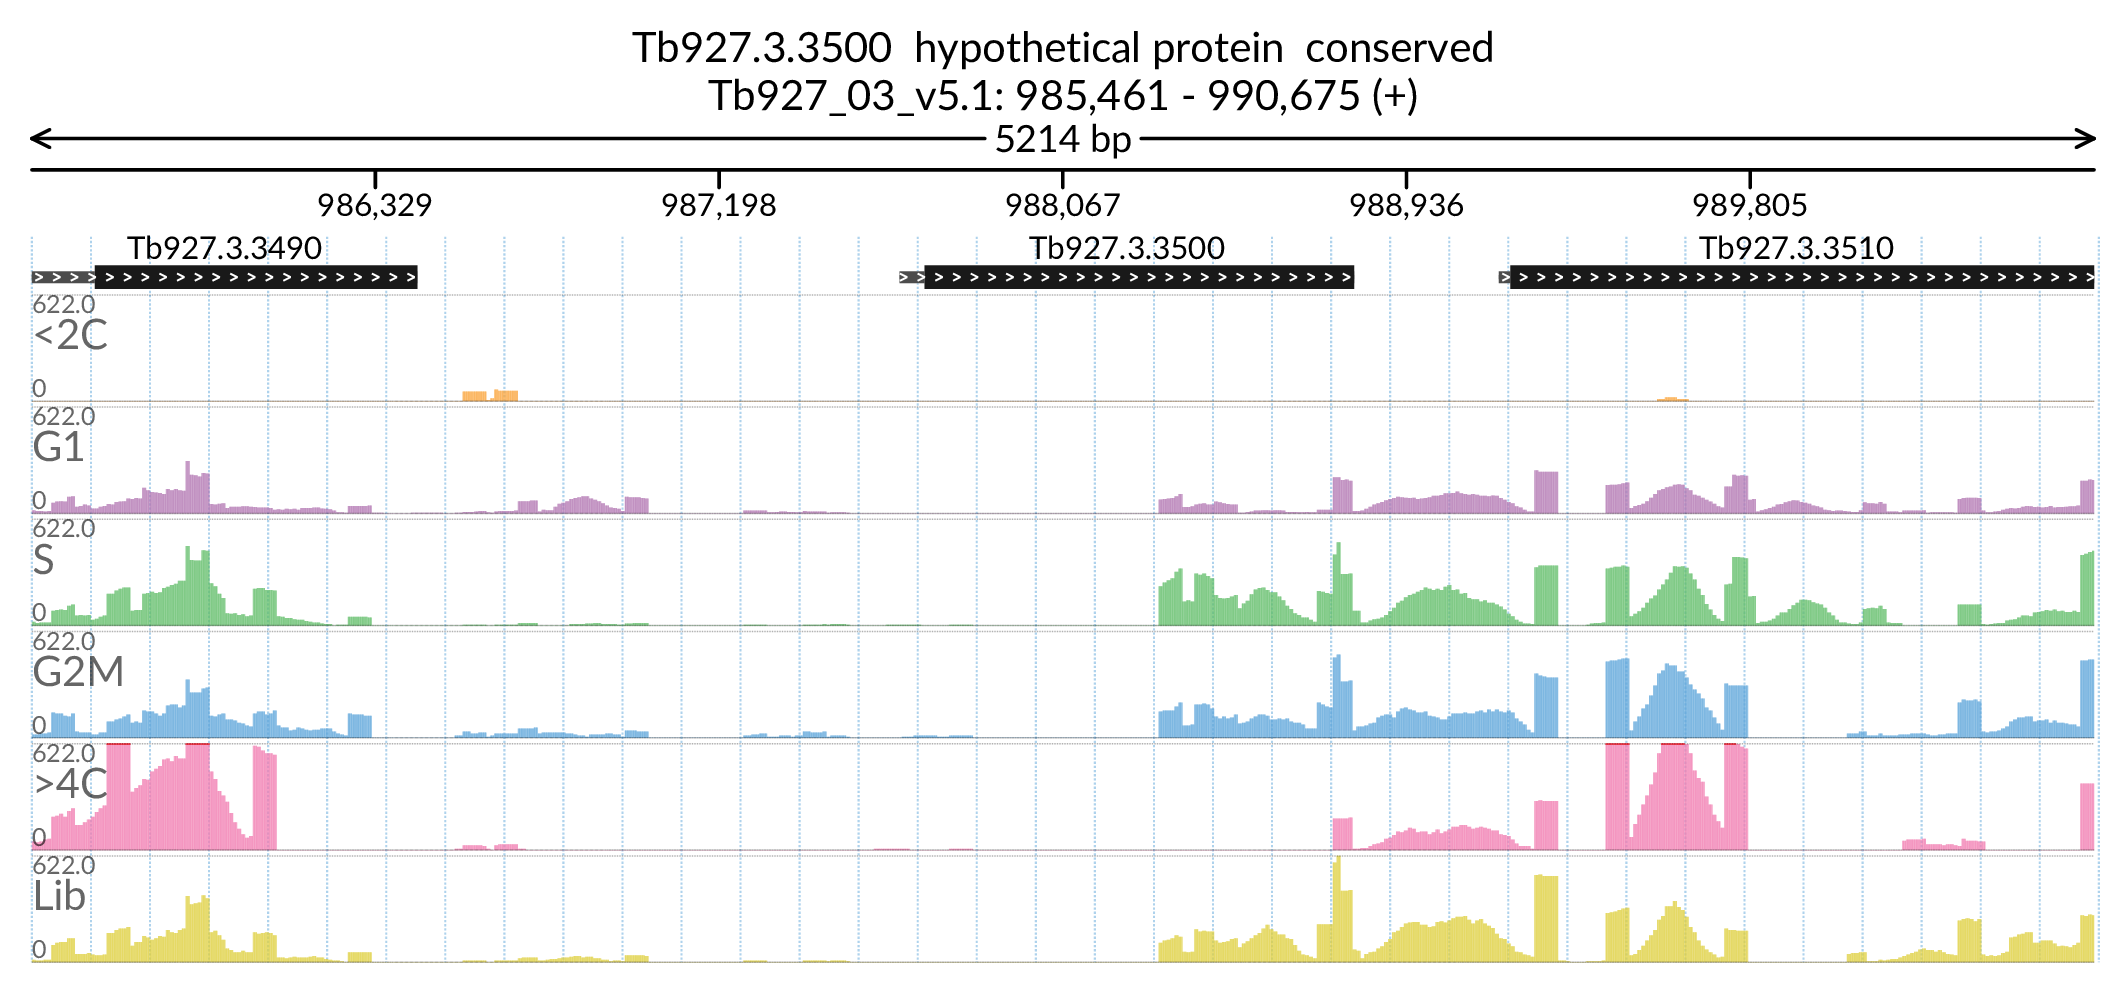 Tb927.3.3500  hypothetical protein  conserved
Tb927_03_v5.1: 985,461 - 990,675 (+)
5214 bp
986,329 987,198 988,067 988,936 989,805
Tb927.3.3490 Tb927.3.3500 Tb927.3.3510
622.0
<2C
0
622.0
G1
0
622.0
S
0
622.0
G2M
0
622.0
>4C
0
622.0
Lib
0